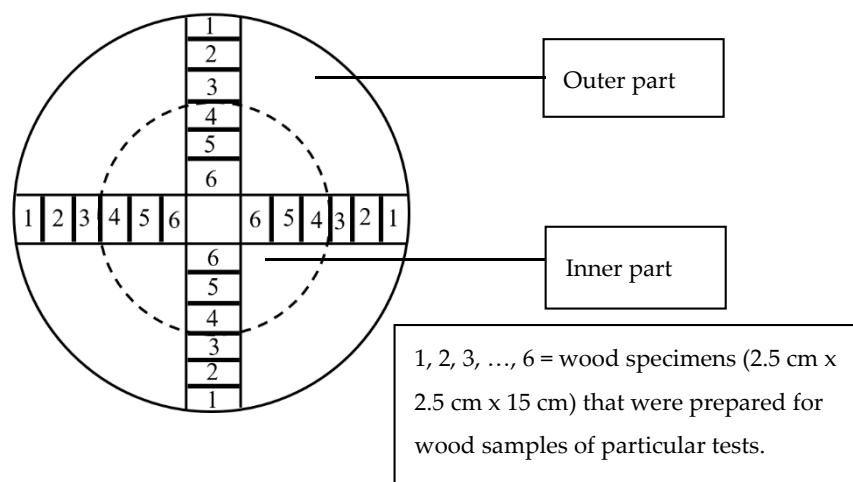 1
2
3
4
5
6
1 2 3 4 5 6 6 5 4 3 2 1
6
5
4
3
2
1
Outer part
Inner part
1, 2, 3, …, 6 = wood specimens (2.5 cm x
2.5 cm x 15 cm) that were prepared for
wood samples of particular tests.